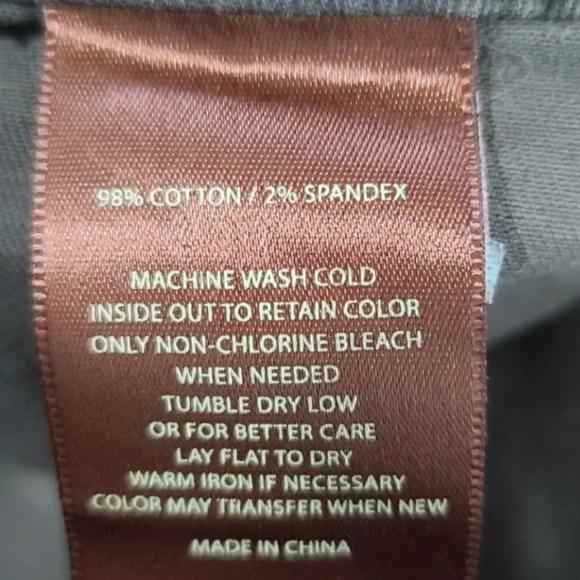 98% COTTON / 2% SPANDEX
MACHINE WASH COLD
INSIDE OUT TO RETAIN COLOR
ONLY NON-CHLORINE BLEACH
WHEN NEEDED
TUMBLE DRY LOW
OR FOR BETTER CARE
LAY FLAT TO DRY
WARM IRON IF NECESSARY
COLOR MAY TRANSFER WHEN NEW
MADE IN CHINA